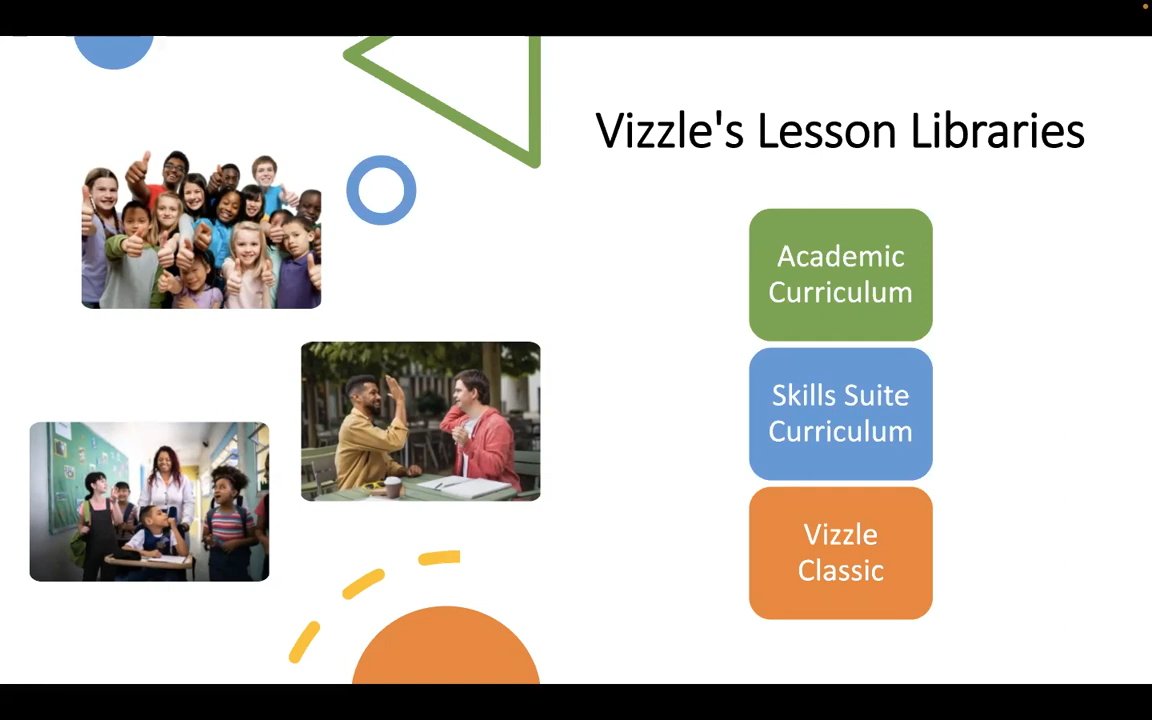 Vizzle's Lesson Libraries
Academic
Curriculum
Skills Suite
Curriculum
Vizzle
Classic